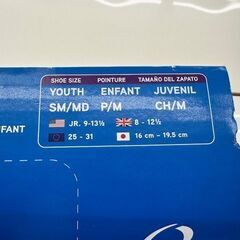 SHOE SIZE POINTURE TAMAÑO DEL ZAPATO
YOUTH ENFANT JUVENIL
SM/MD P/M CH/M
JR. 9-13½ 8 - 12½
25 - 31 16 cm - 19.5 cm
FANT